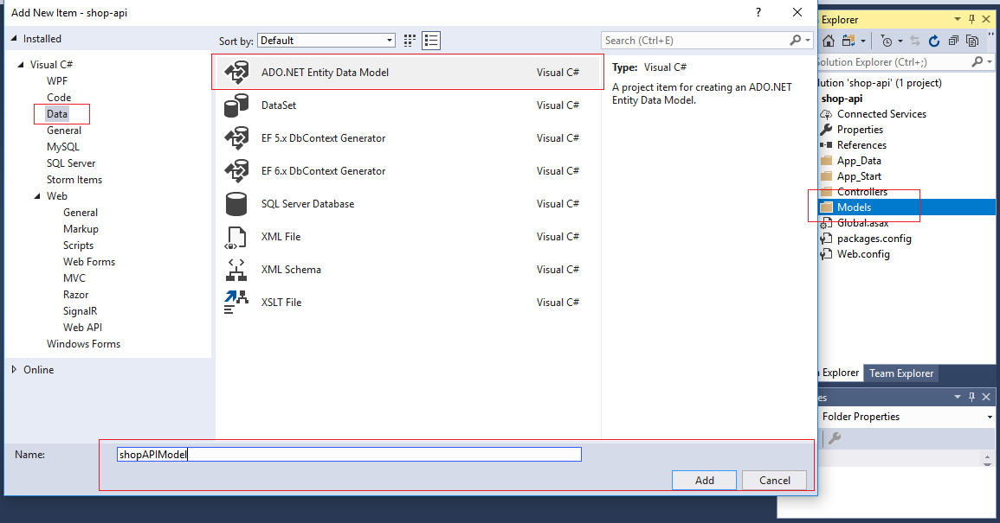 Add New Item - shop-api
?
Installed
Visual C#
WPF
Code
Data
General
MySQL
SQL Server
Storm Items
Web
General
Markup
Scripts
Web Forms
MVC
Razor
SignalR
Web API
Windows Forms
Online
Sort by: Default
Search (Ctrl+E)
ADO.NET Entity Data Model Visual C#
DataSet Visual C#
EF 5.x DbContext Generator Visual C#
EF 6.x DbContext Generator Visual C#
SQL Server Database Visual C#
XML File Visual C#
XML Schema Visual C#
XSLT File Visual C#
Type: Visual C#
A project item for creating an ADO.NET
Entity Data Model.
Name: shopAPIModel
Add Cancel
Explorer
olution Explorer (Ctrl+;)
lution 'shop-api' (1 project)
shop-api
Connected Services
Properties
References
App_Data
App_Start
Controllers
Models
Global.asax
packages.config
Web.config
Explorer Team Explorer
es
Folder Properties